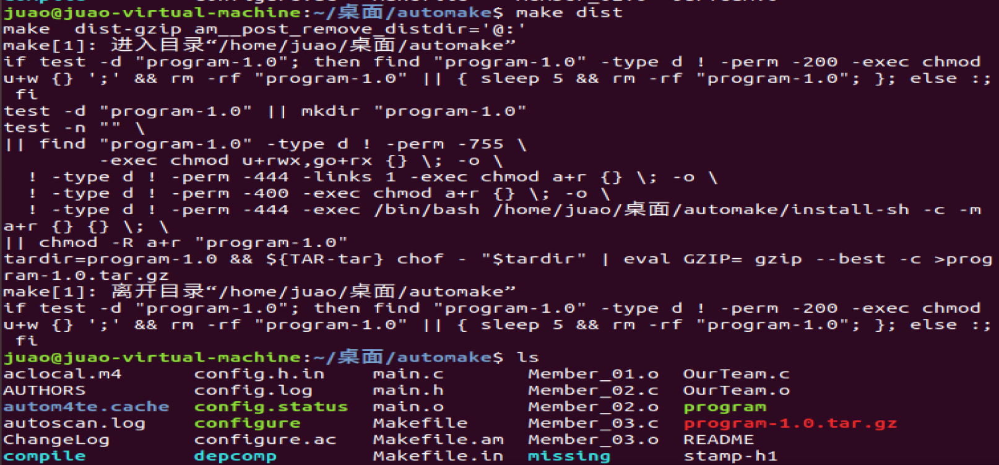 juao@juao-virtual-machine:~/桌面/automake$ make dist
make  dist-gzip am__post_remove_distdir='@:'
make[1]: 进入目录“/home/juao/桌面/automake”
if test -d "program-1.0"; then find "program-1.0" -type d ! -perm -200 -exec chmod
u+w {} ';' && rm -rf "program-1.0" || { sleep 5 && rm -rf "program-1.0"; }; else :;
 fi
test -d "program-1.0" || mkdir "program-1.0"
test -n "" \
|| find "program-1.0" -type d ! -perm -755 \
        -exec chmod u+rwx,go+rx {} \; -o \
  ! -type d ! -perm -444 -links 1 -exec chmod a+r {} \; -o \
  ! -type d ! -perm -400 -exec chmod a+r {} \; -o \
  ! -type d ! -perm -444 -exec /bin/bash /home/juao/桌面/automake/install-sh -c -m
a+r {} {} \; \
|| chmod -R a+r "program-1.0"
tardir=program-1.0 && ${TAR-tar} chof - "$tardir" | eval GZIP= gzip --best -c >prog
ram-1.0.tar.gz
make[1]: 离开目录“/home/juao/桌面/automake”
if test -d "program-1.0"; then find "program-1.0" -type d ! -perm -200 -exec chmod
u+w {} ';' && rm -rf "program-1.0" || { sleep 5 && rm -rf "program-1.0"; }; else :;
 fi
juao@juao-virtual-machine:~/桌面/automake$ ls
aclocal.m4      config.h.in    main.c       Member_01.o  OurTeam.c
AUTHORS         config.log     main.h       Member_02.c  OurTeam.o
autom4te.cache  config.status  main.o       Member_02.o  program
autoscan.log    configure      Makefile     Member_03.c  program-1.0.tar.gz
ChangeLog       configure.ac   Makefile.am  Member_03.o  README
compile         depcomp        Makefile.in  missing      stamp-h1